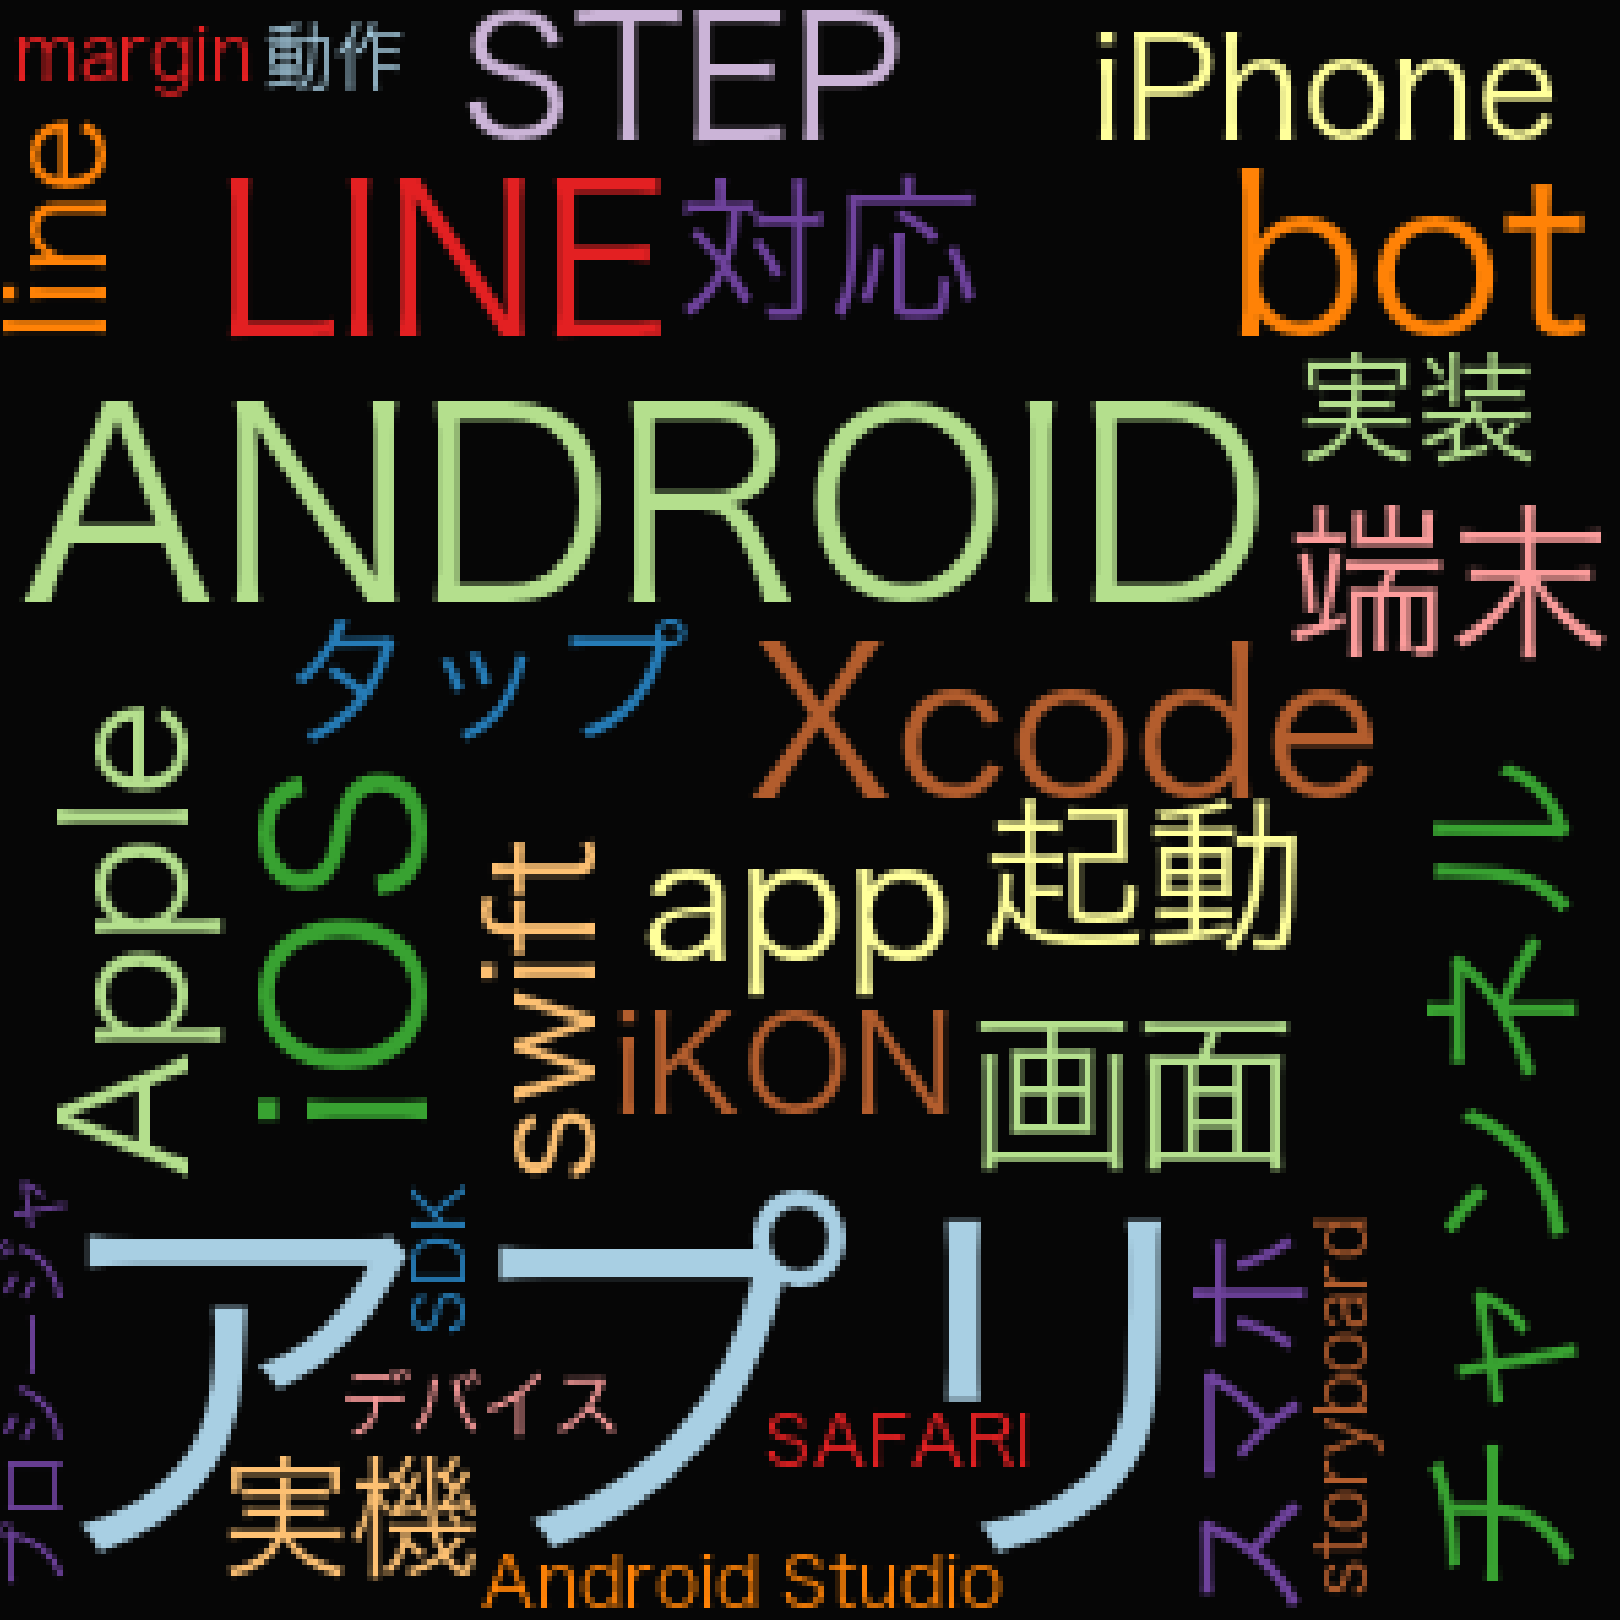 margin
動作
STEP
iPhone
line
LINE
対応
bot
ANDROID
実装
端末
タップ
Xcode
Apple
iOS
swift
app
起動
iKON
画面
チャンネル
プロシージャ
アプリ
SDK
デバイス
SAFARI
スマホ
storyboard
実機
Android Studio